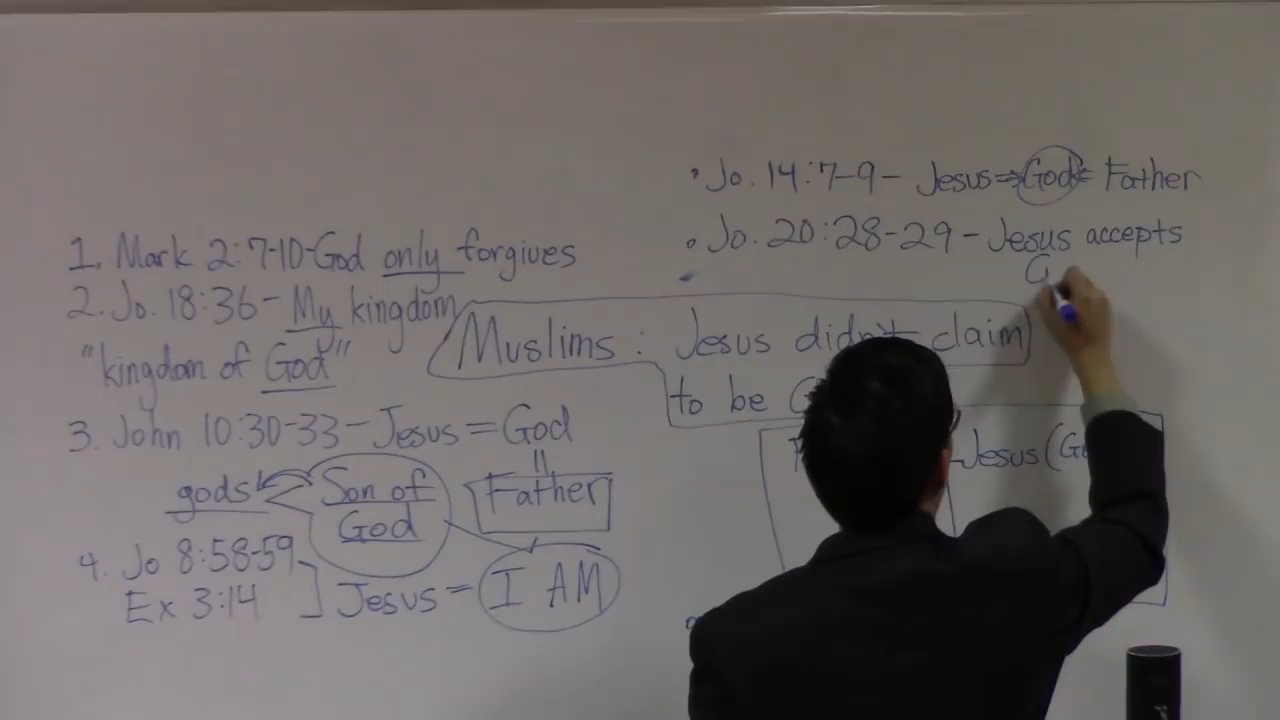 1. Mark 2:7-10-God only forgives
2. Jo. 18:36- My kingdom
"kingdom of God"
3. John 10:30-33-Jesus=God
=
Father
gods
Son of
God
4. Jo 8:58-59
Ex 3:14
Jesus=
I AM
• Jo. 14:7-9- Jesus⇒God⇐ Father
• Jo. 20:28-29-Jesus accepts
G
Muslims: Jesus didn't claim
to be
Jesus